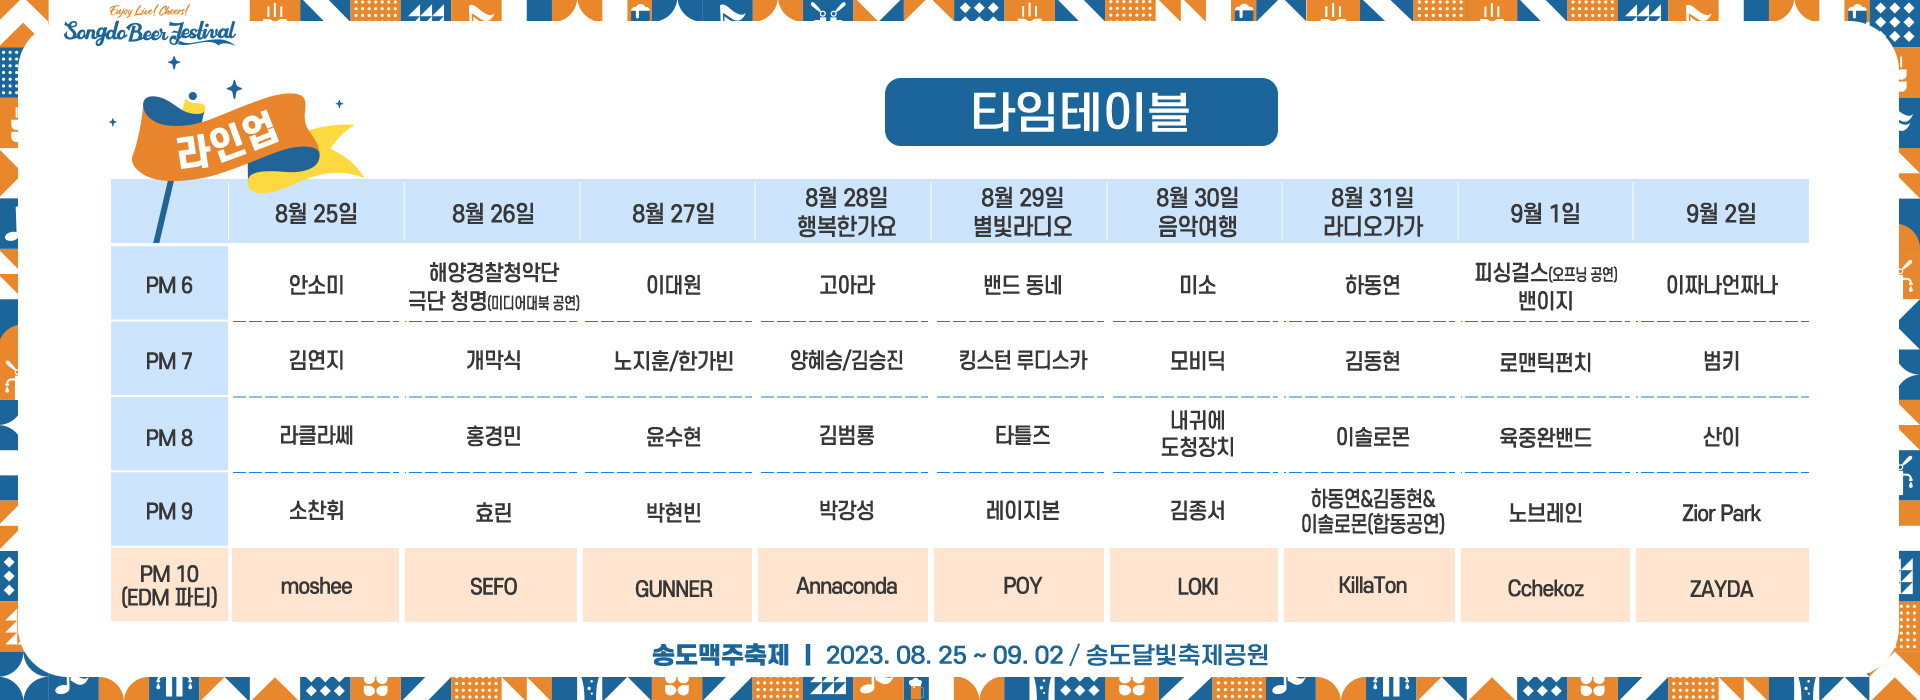 Enjoy Live! Cheers!
Songdo Beer Festival
라인업
타임테이블
8월 25일
8월 26일
8월 27일
8월 28일
행복한가요
8월 29일
별빛라디오
8월 30일
음악여행
8월 31일
라디오가가
9월 1일
9월 2일
PM 6
안소미
해양경찰청악단
극단 청명(미디어대북 공연)
이대원
고아라
밴드 동네
미소
하동연
피싱걸스(오프닝 공연)
밴이지
이짜나언짜나
PM 7
김연지
개막식
노지훈/한가빈
양혜승/김승진
킹스턴 루디스카
모비딕
김동현
로맨틱펀치
범키
PM 8
라클라쎄
홍경민
윤수현
김범룡
타틀즈
내귀에
도청장치
이솔로몬
육중완밴드
산이
PM 9
소찬휘
효린
박현빈
박강성
레이지본
김종서
하동연&김동현&
이솔로몬(합동공연)
노브레인
Zior Park
PM 10
(EDM 파티)
moshee
SEFO
GUNNER
Annaconda
POY
LOKI
KillaTon
Cchekoz
ZAYDA
송도맥주축제 | 2023. 08. 25 ~ 09. 02 / 송도달빛축제공원